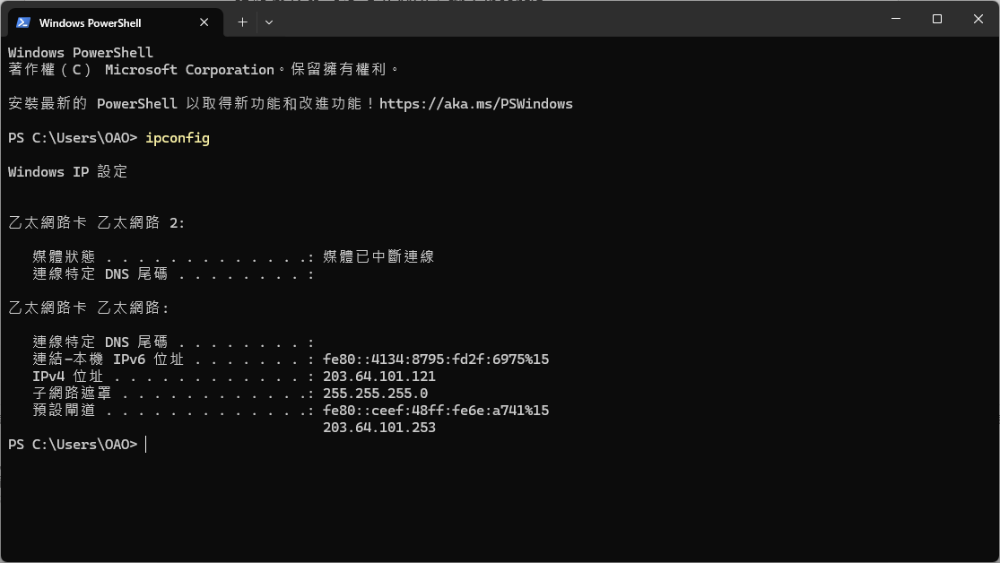 Windows PowerShell
Windows PowerShell
著作權（C） Microsoft Corporation。保留擁有權利。
安裝最新的 PowerShell 以取得新功能和改進功能！https://aka.ms/PSWindows
PS C:\Users\OAO> ipconfig
Windows IP 設定
乙太網路卡 乙太網路 2:
媒體狀態 . . . . . . . . . . . . .: 媒體已中斷連線
連線特定 DNS 尾碼 . . . . . . . . :
乙太網路卡 乙太網路:
連線特定 DNS 尾碼 . . . . . . . . :
連結-本機 IPv6 位址 . . . . . . . : fe80::4134:8795:fd2f:6975%15
IPv4 位址 . . . . . . . . . . . . : 203.64.101.121
子網路遮罩 . . . . . . . . . . . .: 255.255.255.0
預設閘道 . . . . . . . . . . . . .: fe80::ceef:48ff:fe6e:a741%15
203.64.101.253
PS C:\Users\OAO>